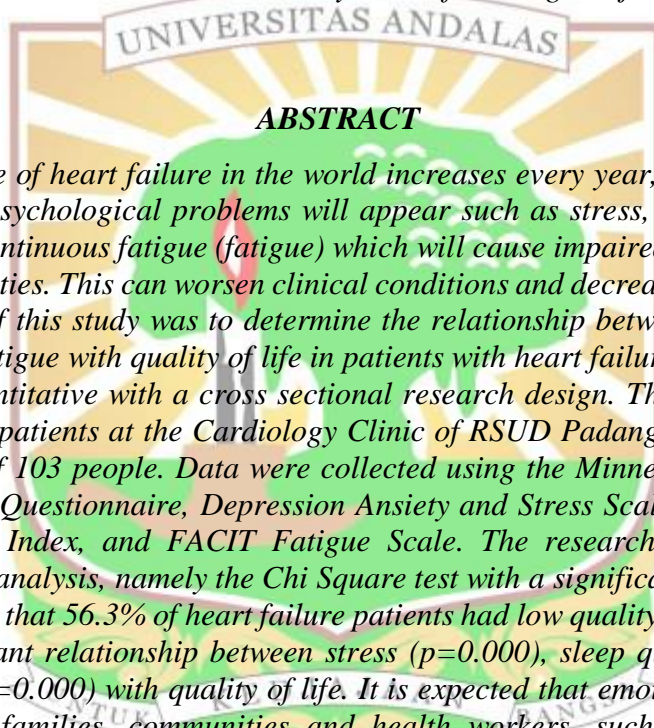 UNIVERSITAS ANDALAS
ABSTRACT
e of heart failure in the world increases every year,
sychological problems will appear such as stress,
ntinuous fatigue (fatigue) which will cause impaired
ties. This can worsen clinical conditions and decrea
f this study was to determine the relationship betw
tigue with quality of life in patients with heart failur
ntitative with a cross sectional research design. Th
patients at the Cardiology Clinic of RSUD Padang
f 103 people. Data were collected using the Minne
Questionnaire, Depression Ansiety and Stress Scal
Index, and FACIT Fatigue Scale. The research
analysis, namely the Chi Square test with a significa
that 56.3% of heart failure patients had low quality
ant relationship between stress (p=0.000), sleep q
=0.000) with quality of life. It is expected that emot
families, communities and health workers, such